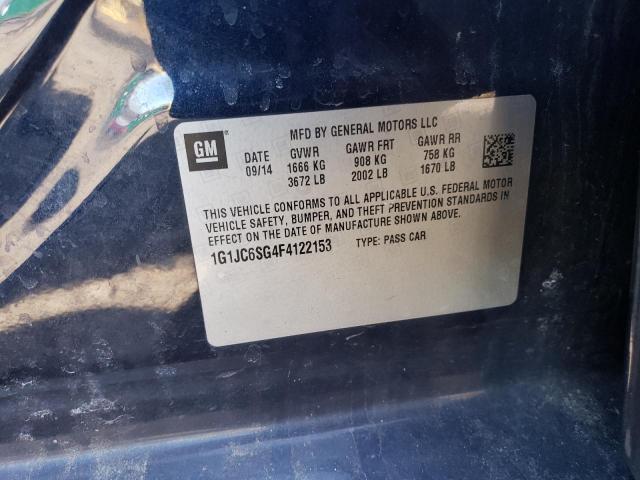 GM
MFD BY GENERAL MOTORS LLC
DATE GVWR GAWR FRT GAWR RR
09/14 1666 KG 908 KG 758 KG
3672 LB 2002 LB 1670 LB
THIS VEHICLE CONFORMS TO ALL APPLICABLE U.S. FEDERAL MOTOR
VEHICLE SAFETY, BUMPER, AND THEFT PREVENTION STANDARDS IN
EFFECT ON THE DATE OF MANUFACTURE SHOWN ABOVE.
1G1JC6SG4F4122153 TYPE: PASS CAR